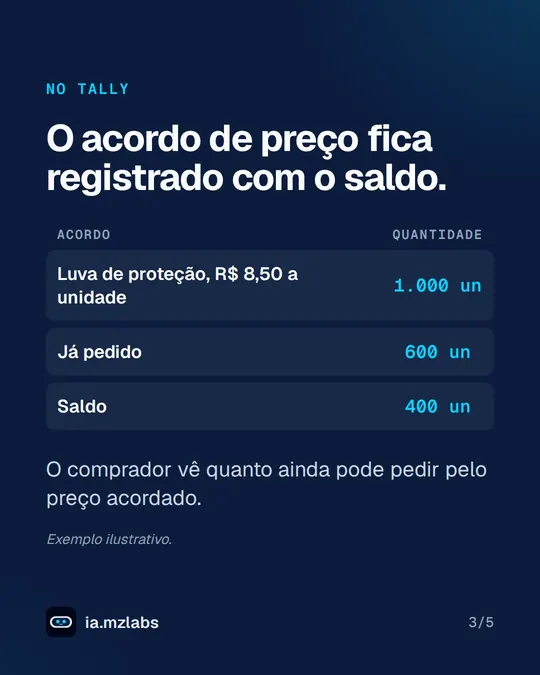 NO TALLY
O acordo de preço fica
registrado com o saldo.
ACORDO QUANTIDADE
Luva de proteção, R$ 8,50 a
unidade
1.000 un
Já pedido 600 un
Saldo 400 un
O comprador vê quanto ainda pode pedir pelo
preço acordado.
Exemplo ilustrativo.
ia.mzlabs 3/5